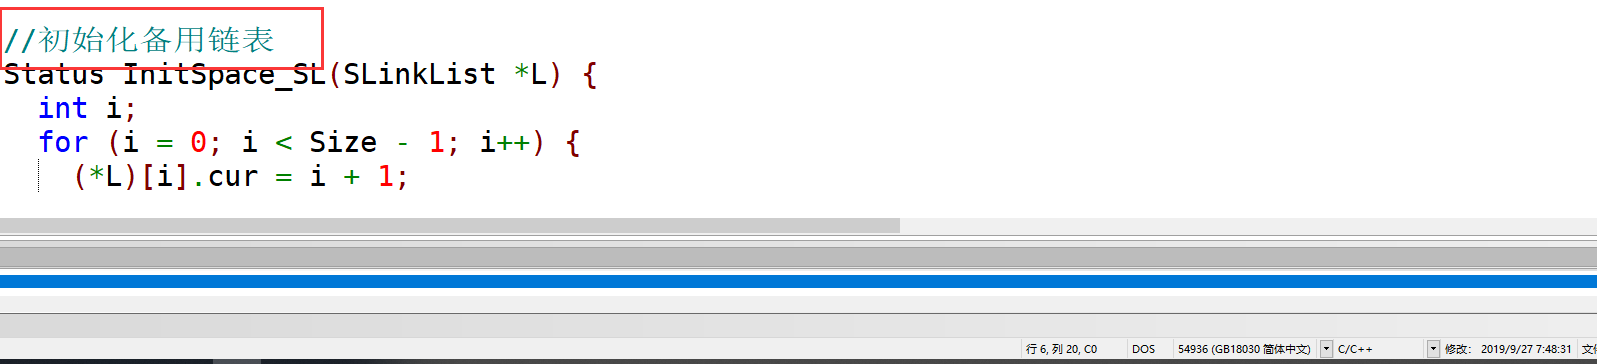 //初始化备用链表
Status InitSpace_SL(SLinkList *L) {
int i;
for (i = 0; i < Size - 1; i++) {
(*L)[i].cur = i + 1;
行 6, 列 20, C0 DOS 54936 (GB18030 简体中文) C/C++ 修改: 2019/9/27 7:48:31 文